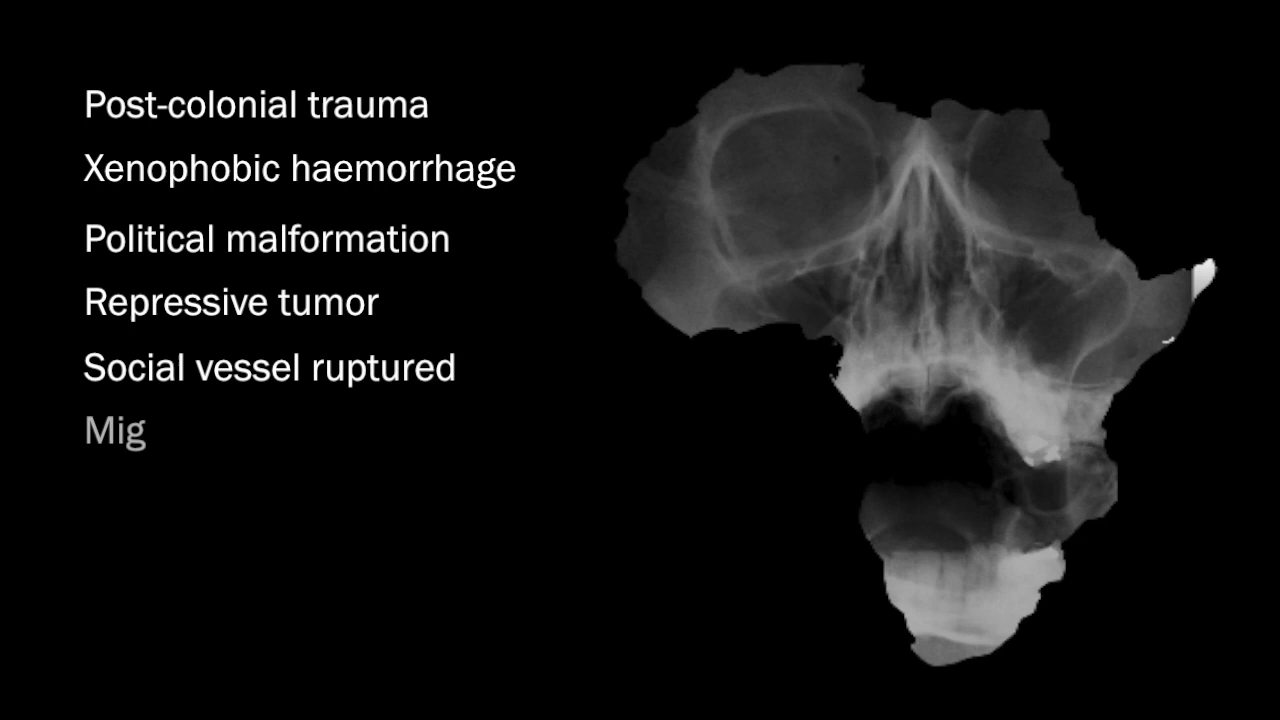 Post-colonial trauma
Xenophobic haemorrhage
Political malformation
Repressive tumor
Social vessel ruptured
Mig